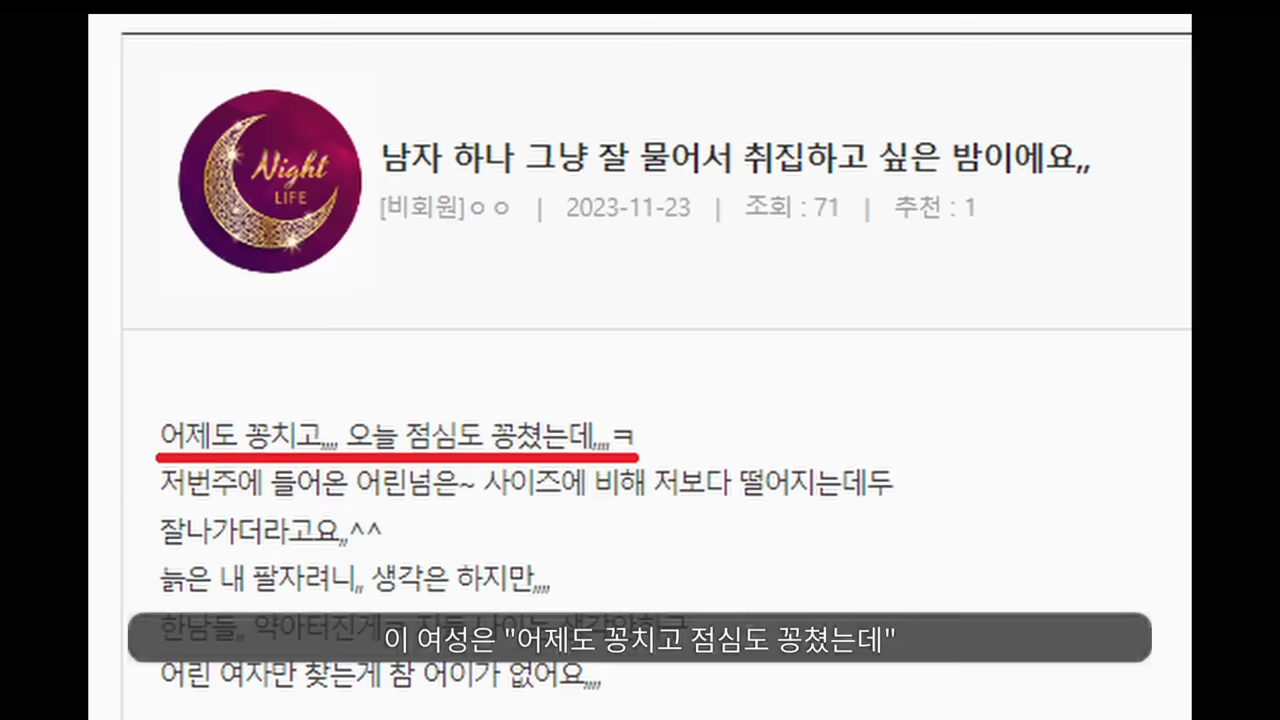 Night
LIFE
남자 하나 그냥 잘 물어서 취집하고 싶은 밤이에요,,
[비회원]ㅇㅇ | 2023-11-23 | 조회 : 71 | 추천 : 1
어제도 꽁치고,,,, 오늘 점심도 꽁쳤는데,,,,ㅋ
저번주에 들어온 어린넘은~ 사이즈에 비해 저보다 떨어지는데두
잘나가더라고요,,^^
늙은 내 팔자려니,, 생각은 하지만,,,,
한남들,, 약아터진게
이 여성은 "어제도 꽁치고 점심도 꽁쳤는데"
어린 여자만 찾는게 참 어이가 없어요,,,,